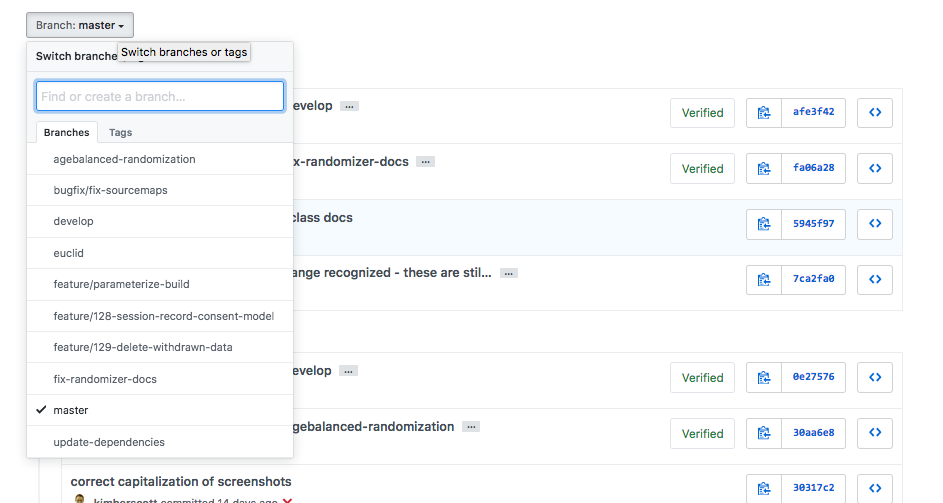 Branch: master
Switch branche
Switch branches or tags
Find or create a branch...
Branches Tags
agebalanced-randomization
bugfix/fix-sourcemaps
develop
euclid
feature/parameterize-build
feature/128-session-record-consent-model
feature/129-delete-withdrawn-data
fix-randomizer-docs
master
update-dependencies
evelop ... Verified afe3f42 <>
x-randomizer-docs ... Verified fa06a28 <>
class docs 5945f97 <>
ange recognized - these are stil... ... 7ca2fa0 <>
evelop ... Verified 0e27576 <>
gebalanced-randomization ... Verified 30aa6e8 <>
correct capitalization of screenshots 30317c2 <>
kimberscott committed 14 days ago